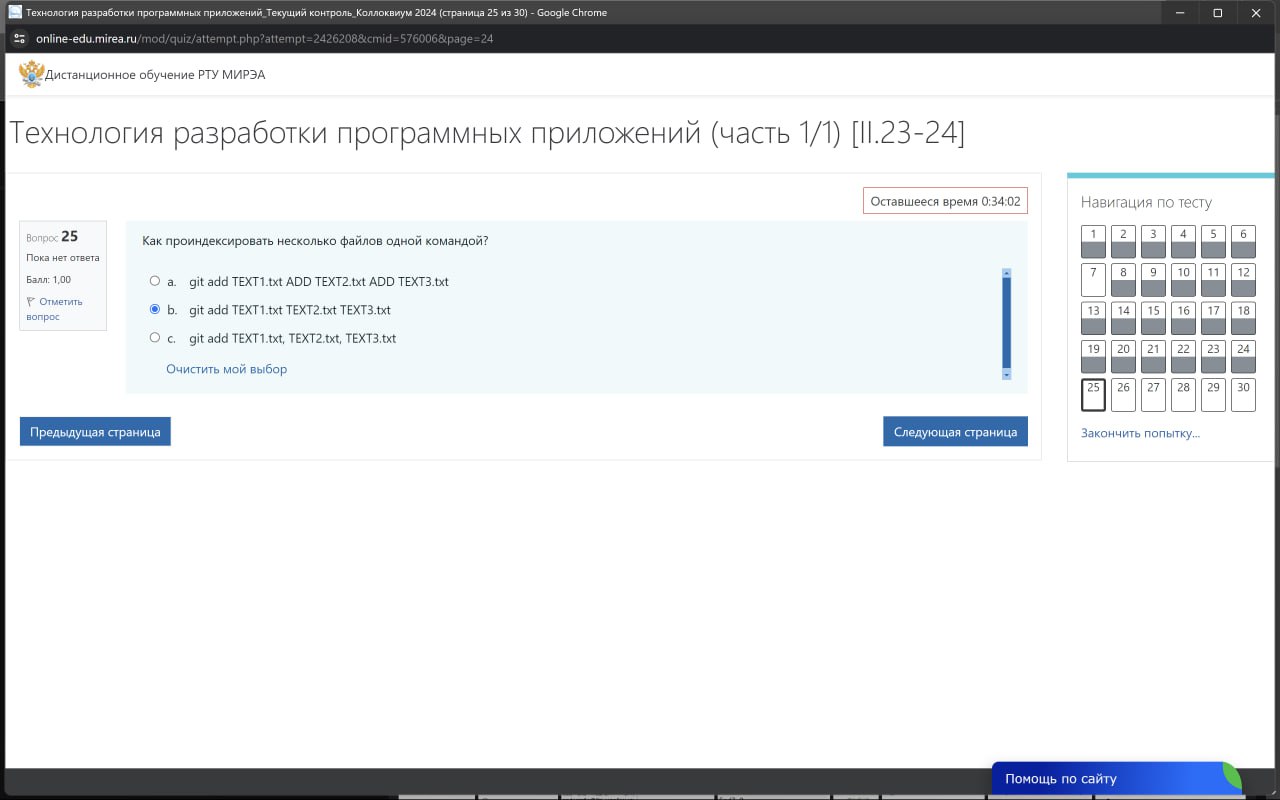 Технология разработки программных приложений_Текущий контроль_Коллоквиум 2024 (страница 25 из 30) - Google Chrome
online-edu.mirea.ru/mod/quiz/attempt.php?attempt=2426208&cmid=576006&page=24
Дистанционное обучение РТУ МИРЭА
Технология разработки программных приложений (часть 1/1) [II.23-24]
Оставшееся время 0:34:02
Вопрос 25
Пока нет ответа
Балл: 1,00
Отметить
вопрос
Как проиндексировать несколько файлов одной командой?
a. git add TEXT1.txt ADD TEXT2.txt ADD TEXT3.txt
b. git add TEXT1.txt TEXT2.txt TEXT3.txt
c. git add TEXT1.txt, TEXT2.txt, TEXT3.txt
Очистить мой выбор
Предыдущая страница
Следующая страница
Навигация по тесту
1 2 3 4 5 6
7 8 9 10 11 12
13 14 15 16 17 18
19 20 21 22 23 24
25 26 27 28 29 30
Закончить попытку...
Помощь по сайту